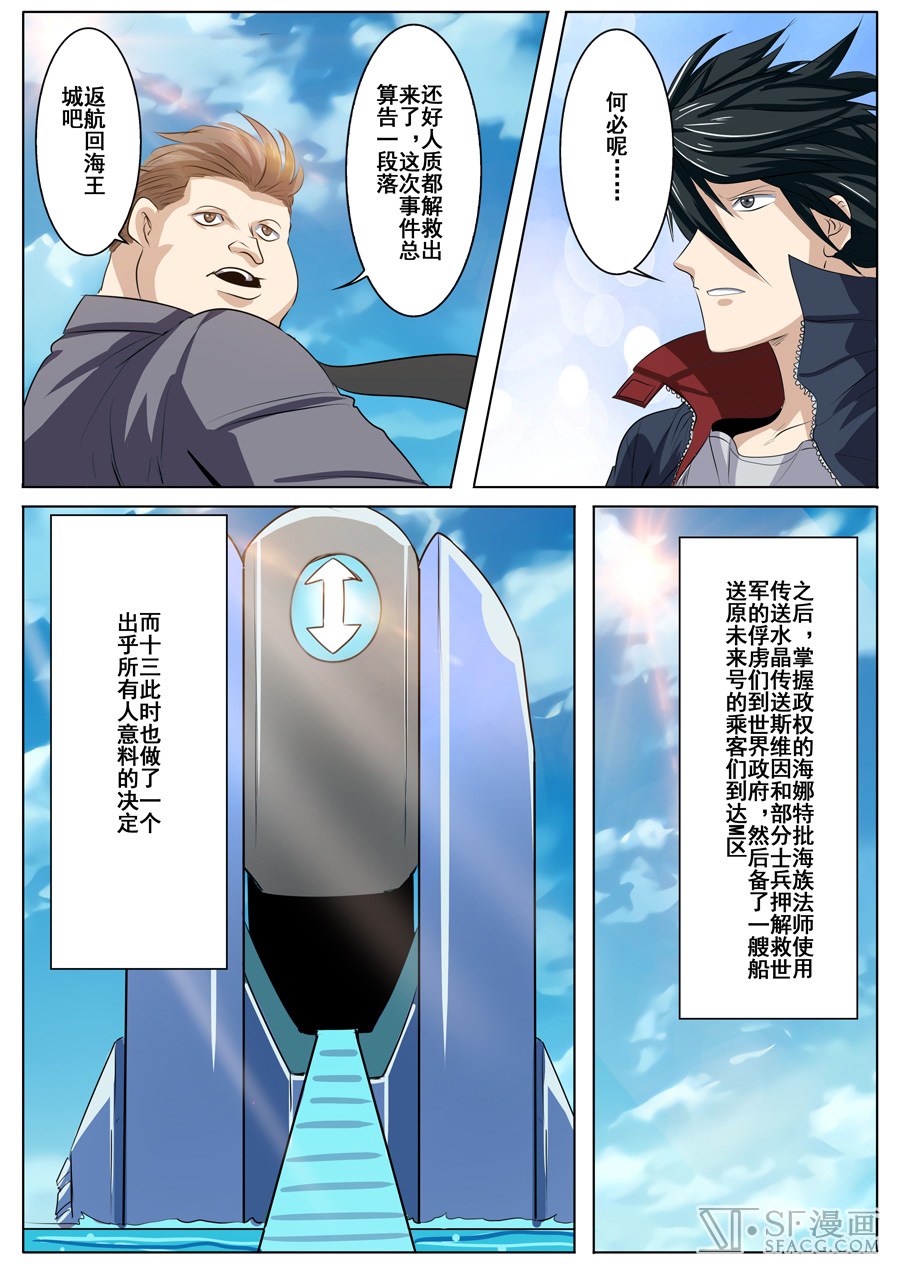 何必呢……
还好人质都解救出
来了，这次事件总
算告一段落
返航回海王
城吧
之后，掌握政权的海娜特批海族法师使用
传送水晶传送斯维因和部分士兵押解救世
军的俘虏们到世界政府，然后备了一艘船
送原未来号的乘客们到达M区
而十三此时也做了一个
出乎所有人意料的决定
SF漫画
SFACG.COM